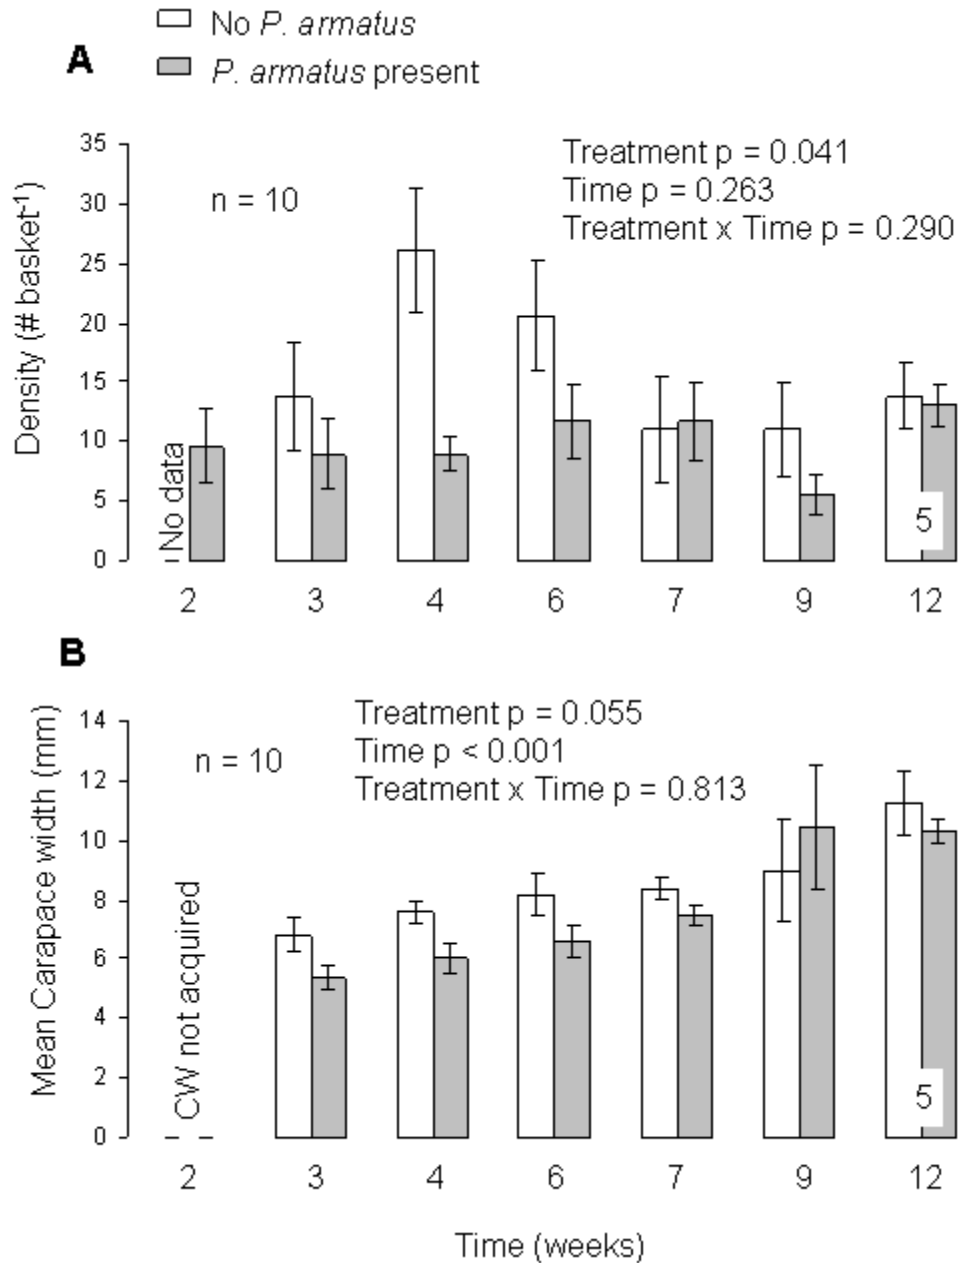 No P. armatus
A
P. armatus present
Density (# basket⁻¹)
35
30
25
20
15
10
5
0
n = 10
Treatment p = 0.041
Time p = 0.263
Treatment x Time p = 0.290
No data
5
2 3 4 6 7 9 12
B
Mean Carapace width (mm)
14
12
10
8
6
4
2
0
n = 10
Treatment p = 0.055
Time p < 0.001
Treatment x Time p = 0.813
CW not acquired
5
2 3 4 6 7 9 12
Time (weeks)